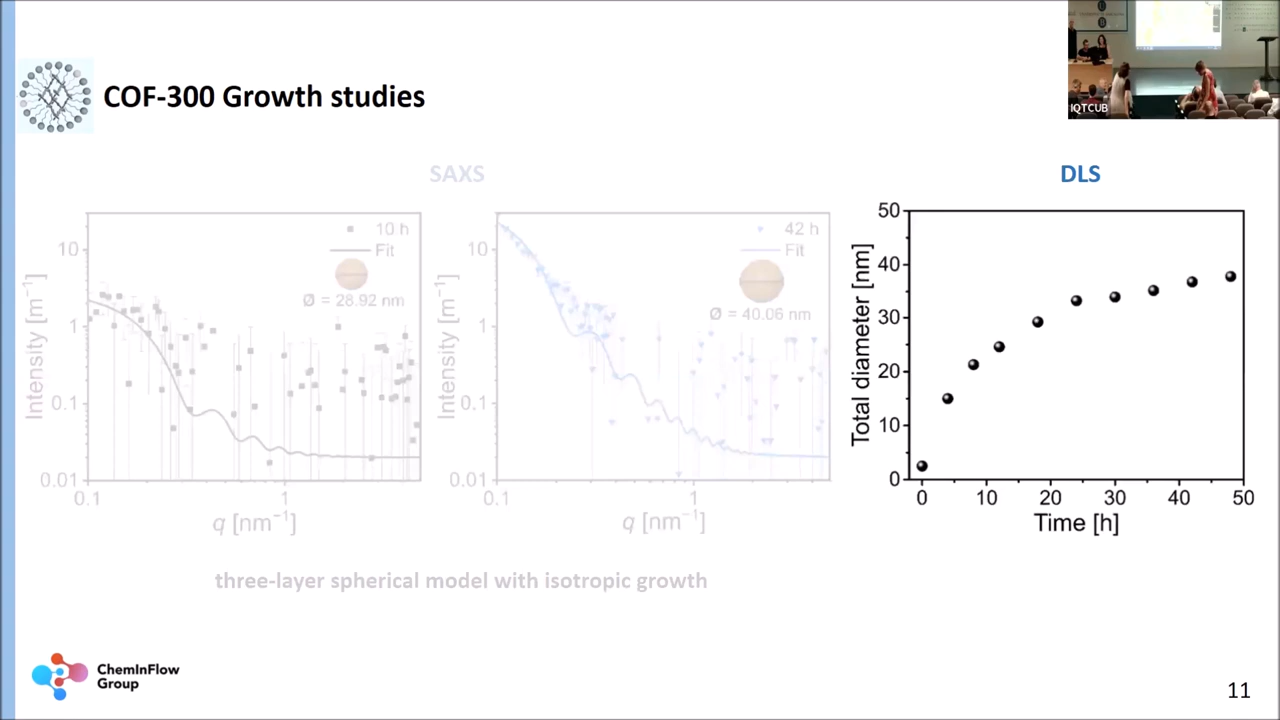 COF-300 Growth studies
IQTCUB
SAXS
DLS
10 h
Fit
Ø = 28.92 nm
10
1
0.1
0.01
0.1
1
Intensity [m⁻¹]
q [nm⁻¹]
42 h
Fit
Ø = 40.06 nm
10
1
0.1
0.01
0.1
1
Intensity [m⁻¹]
q [nm⁻¹]
50
40
30
20
10
0
0
10
20
30
40
50
Total diameter [nm]
Time [h]
three-layer spherical model with isotropic growth
ChemInFlow
Group
11